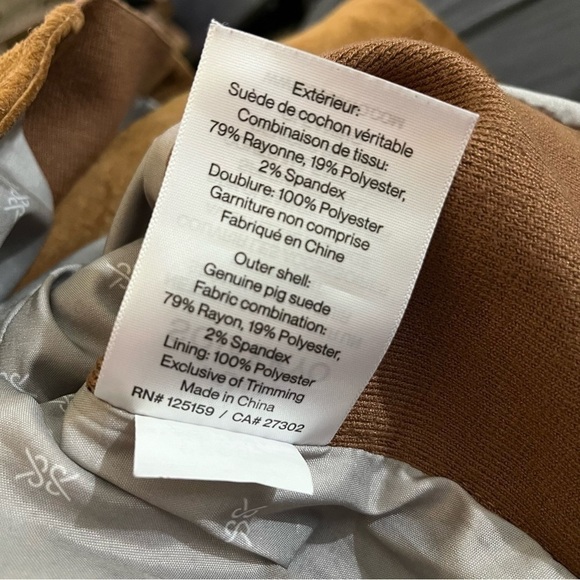 Extérieur:
Suède de cochon véritable
Combinaison de tissu:
79% Rayonne, 19% Polyester,
2% Spandex
Doublure: 100% Polyester
Garniture non comprise
Fabriqué en Chine
Outer shell:
Genuine pig suede
Fabric combination:
79% Rayon, 19% Polyester,
2% Spandex
Lining: 100% Polyester
Exclusive of Trimming
Made in China
RN# 125159 / CA# 27302